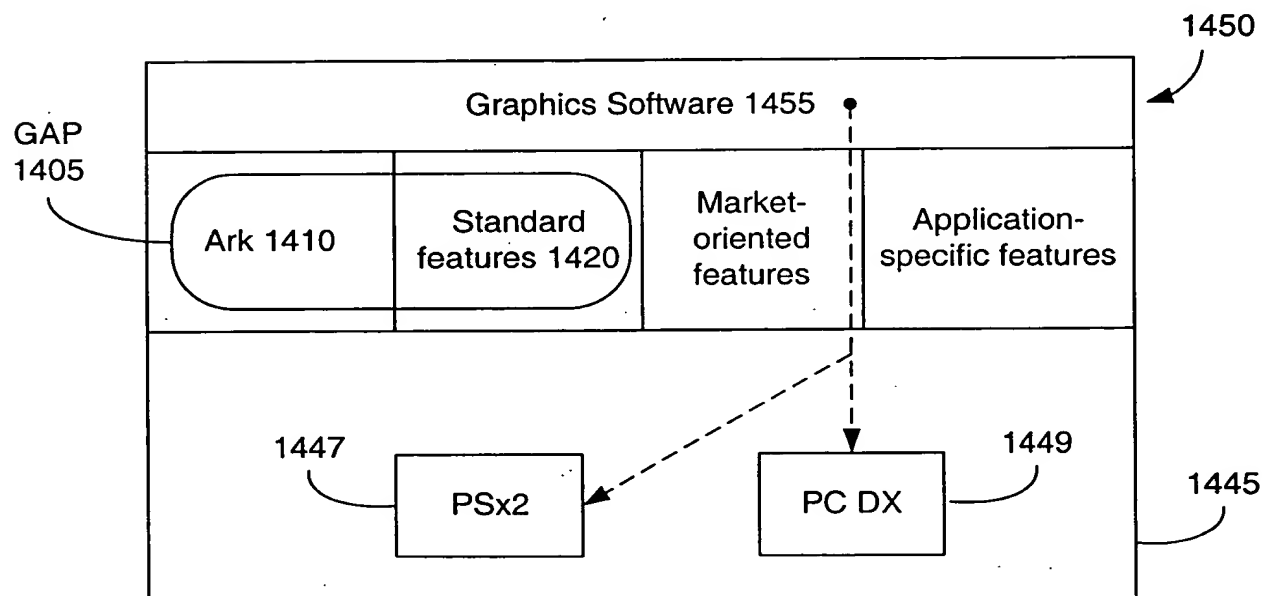 1450
Graphics Software 1455
GAP
1405
Ark 1410
Standard
features 1420
Market-
oriented
features
Application-
specific features
1447
PSx2
1449
PC DX
1445